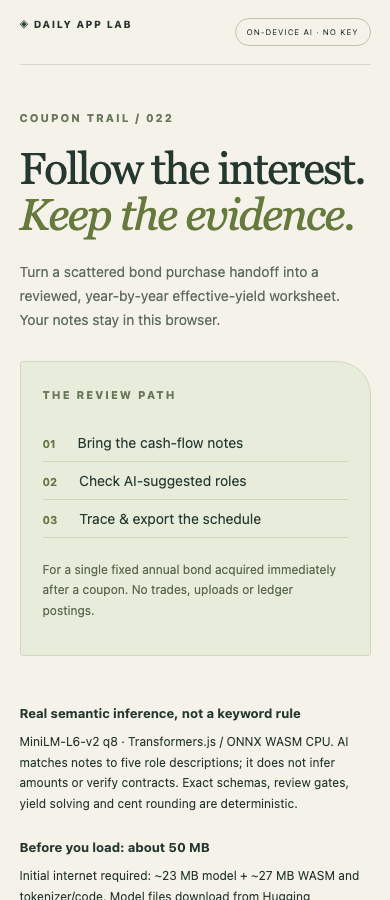 ◈ DAILY APP LAB
ON-DEVICE AI · NO KEY
COUPON TRAIL / 022
Follow the interest.
Keep the evidence.
Turn a scattered bond purchase handoff into a
reviewed, year-by-year effective-yield worksheet.
Your notes stay in this browser.
THE REVIEW PATH
01 Bring the cash-flow notes
02 Check AI-suggested roles
03 Trace & export the schedule
For a single fixed annual bond acquired immediately
after a coupon. No trades, uploads or ledger
postings.
Real semantic inference, not a keyword rule
MiniLM-L6-v2 q8 · Transformers.js / ONNX WASM CPU. AI
matches notes to five role descriptions; it does not infer
amounts or verify contracts. Exact schemas, review gates,
yield solving and cent rounding are deterministic.
Before you load: about 50 MB
Initial internet required: ~23 MB model + ~27 MB WASM and
tokenizer/code. Model files download from Hugging